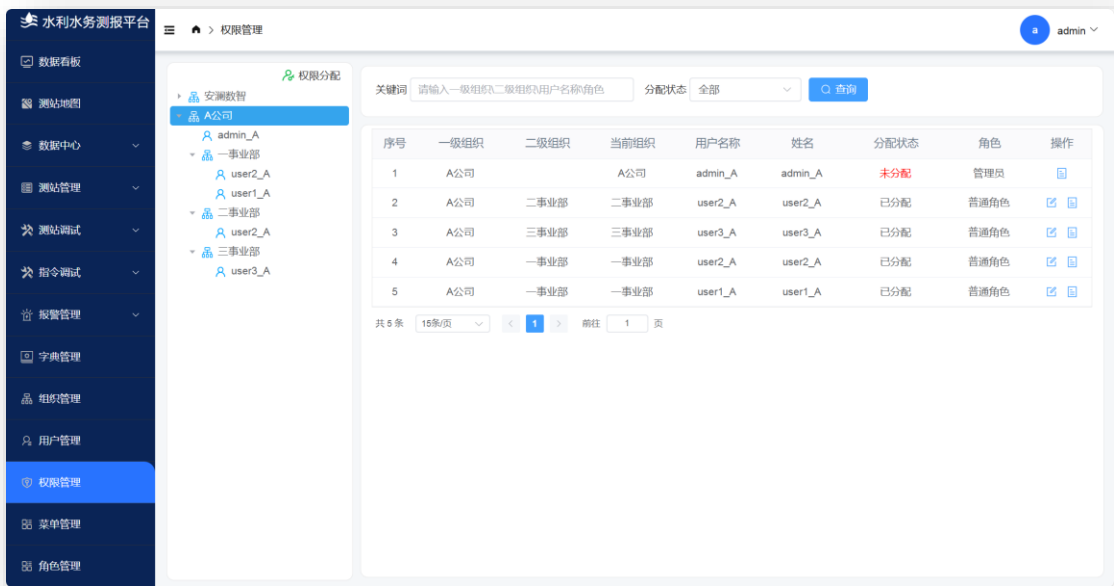 水利水务测报平台
权限管理
a
admin
数据看板
测站地图
数据中心
测站管理
测站调试
指令调试
报警管理
字典管理
组织管理
用户管理
权限管理
菜单管理
角色管理
权限分配
安澜数智
A公司
admin_A
一事业部
user2_A
user1_A
二事业部
user2_A
三事业部
user3_A
关键词 请输入一级组织\二级组织\用户名称\角色 分配状态 全部 查询
序号 一级组织 二级组织 当前组织 用户名称 姓名 分配状态 角色 操作
1 A公司 A公司 admin_A admin_A 未分配 管理员
2 A公司 二事业部 二事业部 user2_A user2_A 已分配 普通角色
3 A公司 三事业部 三事业部 user3_A user3_A 已分配 普通角色
4 A公司 一事业部 一事业部 user2_A user2_A 已分配 普通角色
5 A公司 一事业部 一事业部 user1_A user1_A 已分配 普通角色
共 5 条 15条/页 < 1 > 前往 1 页